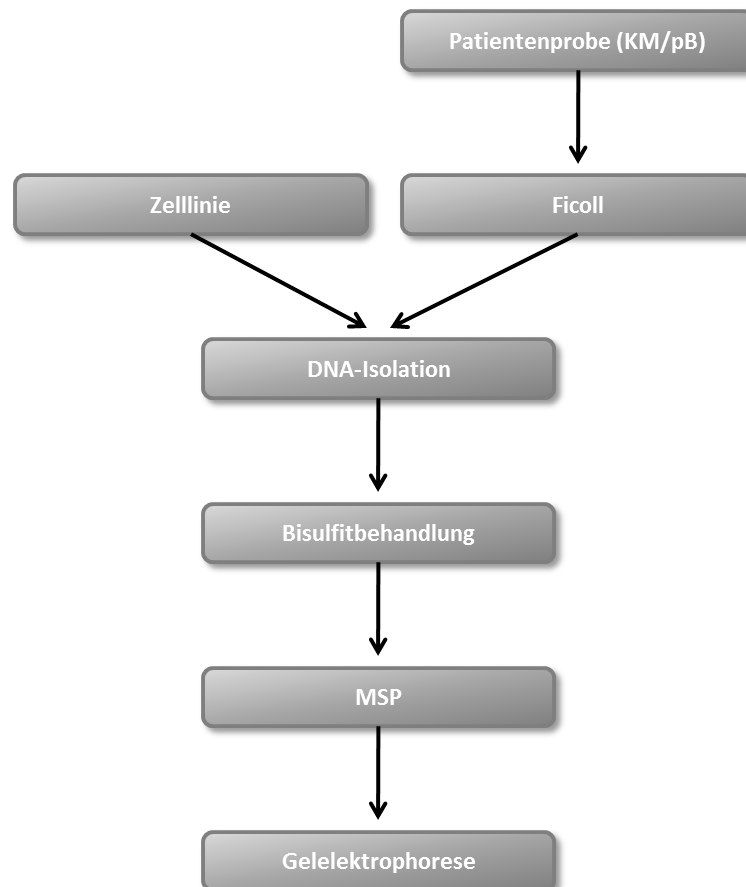 Patientenprobe (KM/pB)
Zelllinie
Ficoll
DNA-Isolation
Bisulfitbehandlung
MSP
Gelelektrophorese